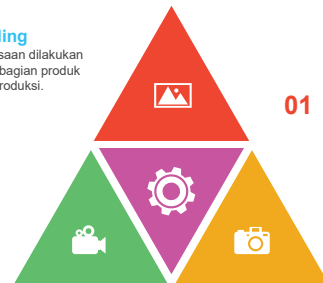 ling
saan dilakukan
bagian produk
roduksi.
01